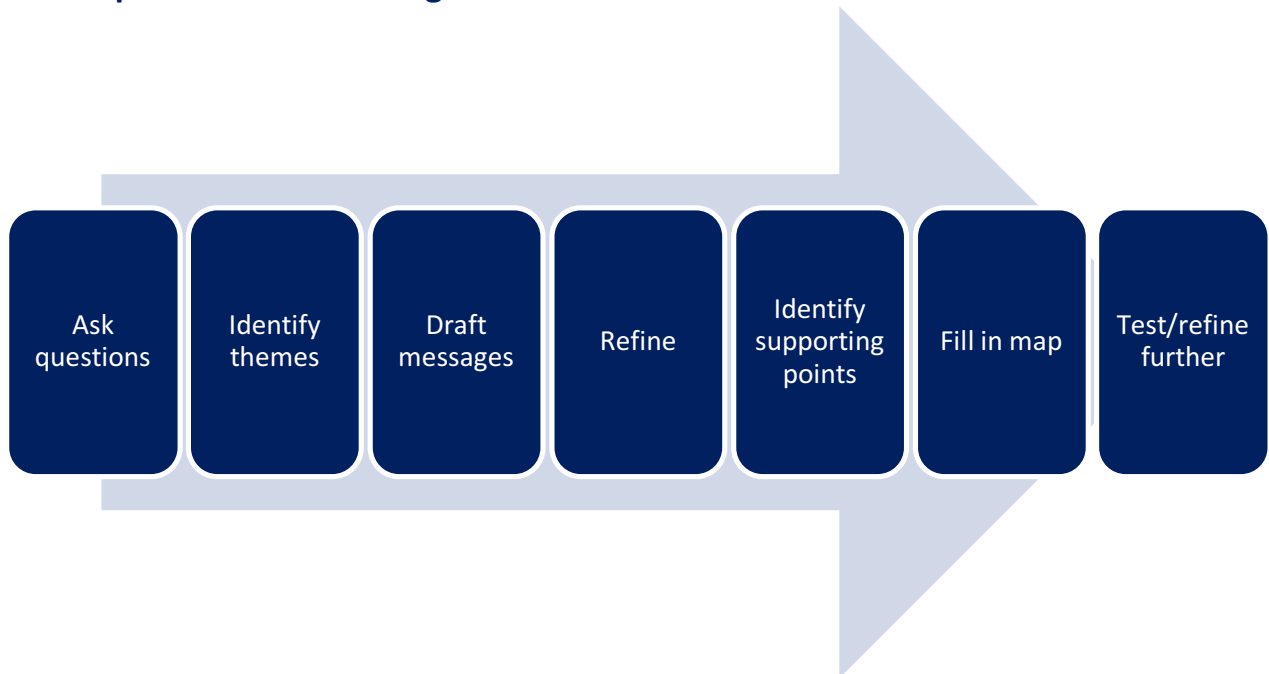 Ask
questions
Identify
themes
Draft
messages
Refine
Identify
supporting
points
Fill in map
Test/refine
further